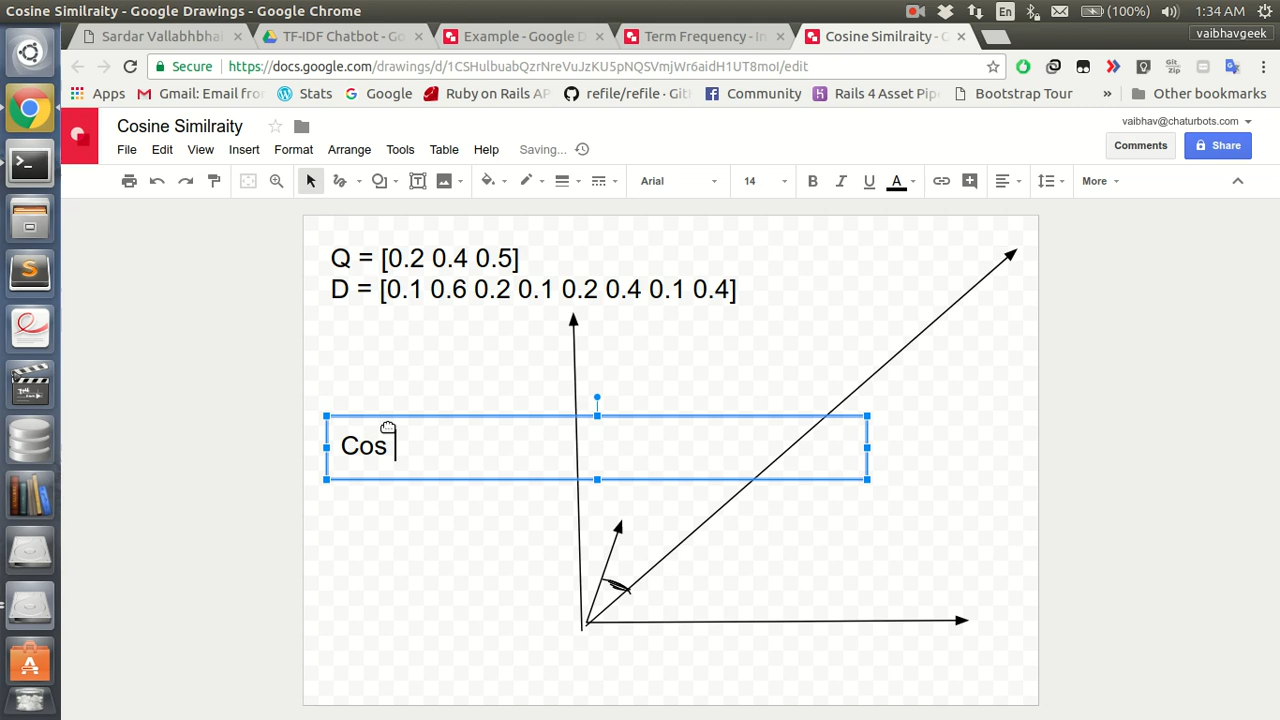 Cosine Similraity - Google Drawings - Google Chrome
En
(100%)
1:34 AM
Sardar Vallabhbhai
TF-IDF Chatbot - Go
Example - Google D
Term Frequency - In
Cosine Similraity - G
vaibhavgeek
Secure
https://docs.google.com/drawings/d/1CSHulbuabQzrNreVuJzKU5pNQSVmjWr6aidH1UT8moI/edit
Apps
Gmail: Email from
Stats
Google
Ruby on Rails AP
refile/refile · Git
Community
Rails 4 Asset Pip
Bootstrap Tour
»
Other bookmarks
Cosine Similraity
vaibhav@chaturbots.com
File Edit View Insert Format Arrange Tools Table Help Saving...
Comments
Share
Arial
14
B I U A
More
Q = [0.2 0.4 0.5]
D = [0.1 0.6 0.2 0.1 0.2 0.4 0.1 0.4]
Cos